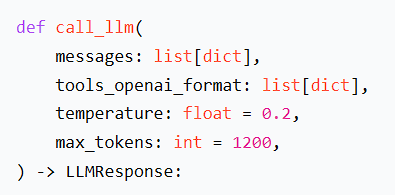 def call_llm(
    messages: list[dict],
    tools_openai_format: list[dict],
    temperature: float = 0.2,
    max_tokens: int = 1200,
) -> LLMResponse: